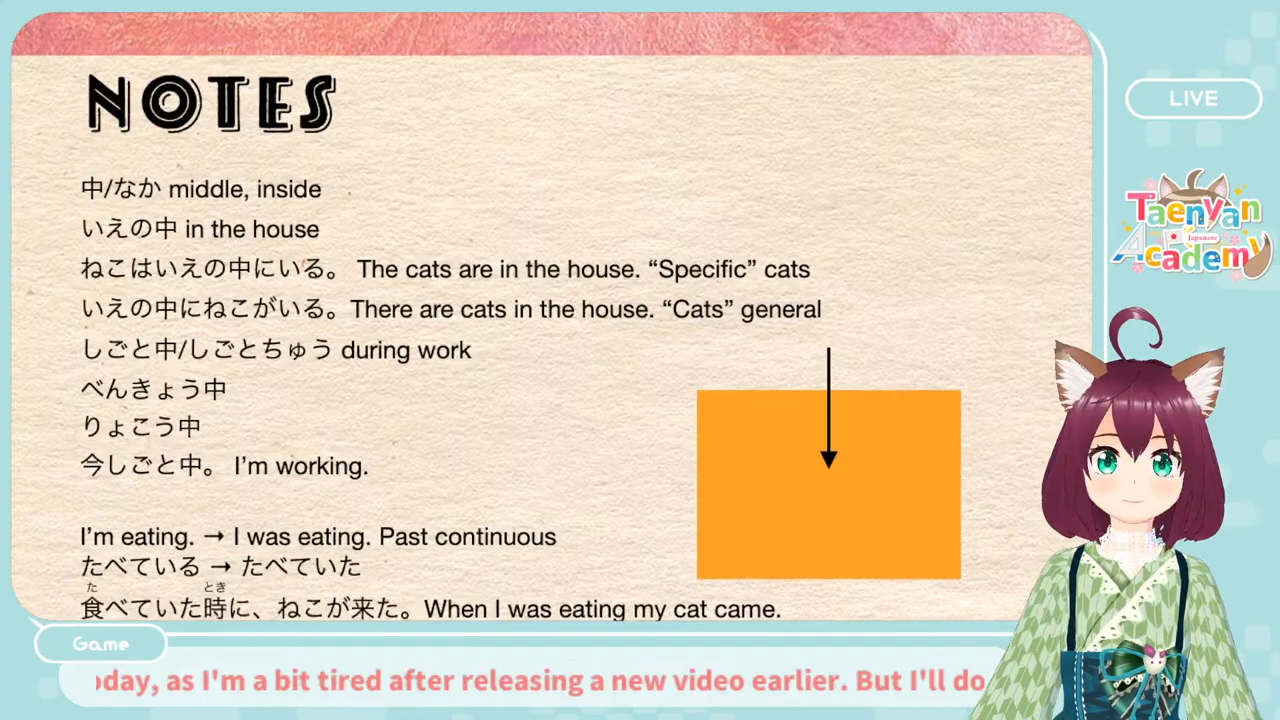 NOTES
中/なか middle, inside
いえの中 in the house
ねこはいえの中にいる。 The cats are in the house. “Specific” cats
いえの中にねこがいる。There are cats in the house. “Cats” general
しごと中/しごとちゅう during work
べんきょう中
りょこう中
今しごと中。 I’m working.
I’m eating. → I was eating. Past continuous
たべている → たべていた
た とき
食べていた時に、ねこが来た。When I was eating my cat came.
LIVE
Taenyan
Japanese
Academy
Game
oday, as I'm a bit tired after releasing a new video earlier. But I'll do